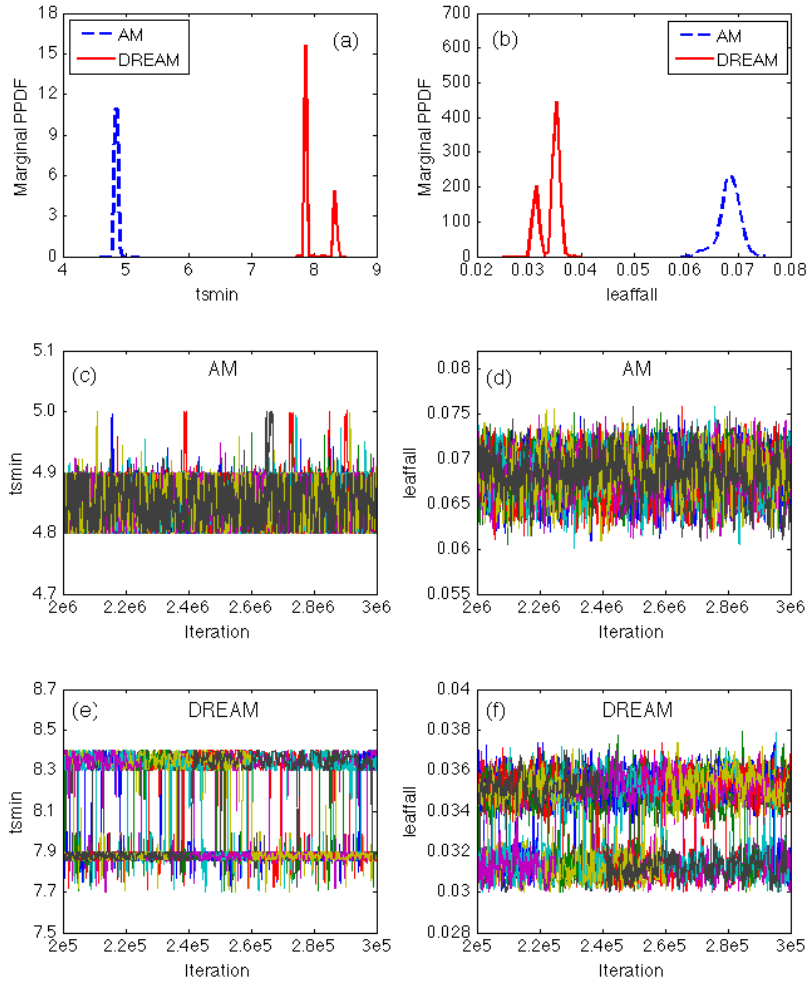 AM
DREAM
(a)
18
15
12
9
6
3
0
Marginal PPDF
4
5
6
7
8
9
tsmin
(b)
AM
DREAM
700
600
500
400
300
200
100
0
Marginal PPDF
0.02
0.03
0.04
0.05
0.06
0.07
0.08
leaffall
(c)
AM
5.1
5.0
4.9
4.8
4.7
tsmin
2e6
2.2e6
2.4e6
2.6e6
2.8e6
3e6
Iteration
(d)
AM
0.08
0.07
0.065
0.06
0.055
leaffall
2e6
2.2e6
2.4e6
2.6e6
2.8e6
3e6
Iteration
(e)
DREAM
8.7
8.5
8.3
8.1
7.9
7.7
7.5
tsmin
2e5
2.2e5
2.4e5
2.6e5
2.8e5
3e5
Iteration
(f)
DREAM
0.04
0.038
0.036
0.034
0.032
0.03
0.028
leaffall
2e5
2.2e5
2.4e5
2.6e5
2.8e5
3e5
Iteration